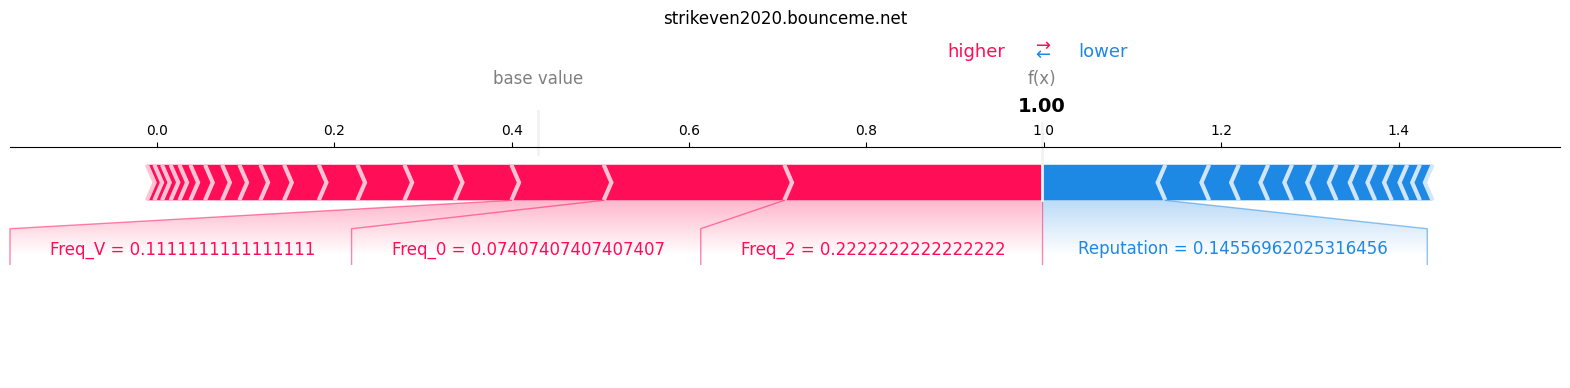 strikeven2020.bounceme.net
higher → ← lower
base value f(x)
1.00
0.0 0.2 0.4 0.6 0.8 1.0 1.2 1.4
Freq_V = 0.1111111111111111 Freq_0 = 0.07407407407407407 Freq_2 = 0.2222222222222222 Reputation = 0.14556962025316456